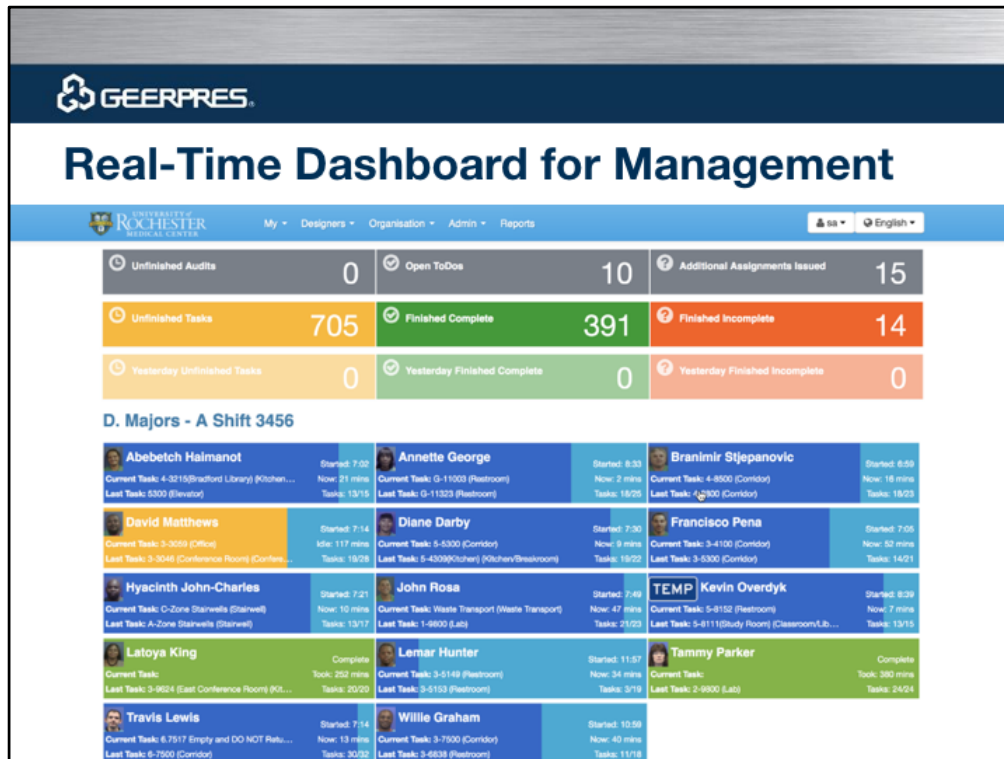 GEERPRES®
Real-Time Dashboard for Management
UNIVERSITY of ROCHESTER MEDICAL CENTER My Designers Organisation Admin Reports sa English
Unfinished Audits 0 Open ToDos 10 Additional Assignments Issued 15
Unfinished Tasks 705 Finished Complete 391 Finished Incomplete 14
Yesterday Unfinished Tasks 0 Yesterday Finished Complete 0 Yesterday Finished Incomplete 0
D. Majors - A Shift 3456
Abebetch Haimanot Started: 7:02
Current Task: 4-3215(Bradford Library) (Kitchen... Now: 21 mins
Last Task: 5300 (Elevator) Tasks: 13/15
Annette George Started: 8:33
Current Task: G-11003 (Restroom) Now: 2 mins
Last Task: G-11323 (Restroom) Tasks: 18/25
Branimir Stjepanovic Started: 6:59
Current Task: 4-8500 (Corridor) Now: 16 mins
Last Task: (Corridor) Tasks: 18/23
David Matthews Started: 7:14
Current Task: 3-3059 (Office) Idle: 117 mins
Last Task: 3-3046 (Conference Room) (Confere... Tasks: 19/28
Diane Darby Started: 7:30
Current Task: 5-5300 (Corridor) Now: 9 mins
Last Task: 5-4309(Kitchen) (Kitchen/Breakroom) Tasks: 19/22
Francisco Pena Started: 7:05
Current Task: 3-4100 (Corridor) Now: 52 mins
Last Task: 3-5300 (Corridor) Tasks: 14/21
Hyacinth John-Charles Started: 7:21
Current Task: C-Zone Stairwells (Stairwell) Now: 10 mins
Last Task: A-Zone Stairwells (Stairwell) Tasks: 13/17
John Rosa Started: 7:49
Current Task: Waste Transport (Waste Transport) Now: 47 mins
Last Task: 1-9800 (Lab) Tasks: 21/23
TEMP Kevin Overdyk Started: 8:39
Current Task: 5-8152 (Restroom) Now: 7 mins
Last Task: 5-8111(Study Room) (Classroom/Lib... Tasks: 13/15
Latoya King Complete
Current Task: Took: 252 mins
Last Task: 3-9624 (East Conference Room) (Kit... Tasks: 20/20
Lemar Hunter Started: 11:57
Current Task: 3-5149 (Restroom) Now: 34 mins
Last Task: 3-5153 (Restroom) Tasks: 3/19
Tammy Parker Complete
Current Task: Took: 380 mins
Last Task: 2-9800 (Lab) Tasks: 24/24
Travis Lewis Started: 7:14
Current Task: 6.7517 Empty and DO NOT Retu... Now: 13 mins
Last Task: 6-7500 (Corridor) Tasks: 30/32
Willie Graham Started: 10:59
Current Task: 3-7500 (Corridor) Now: 40 mins
Last Task: 3-6838 (Restroom) Tasks: 11/18